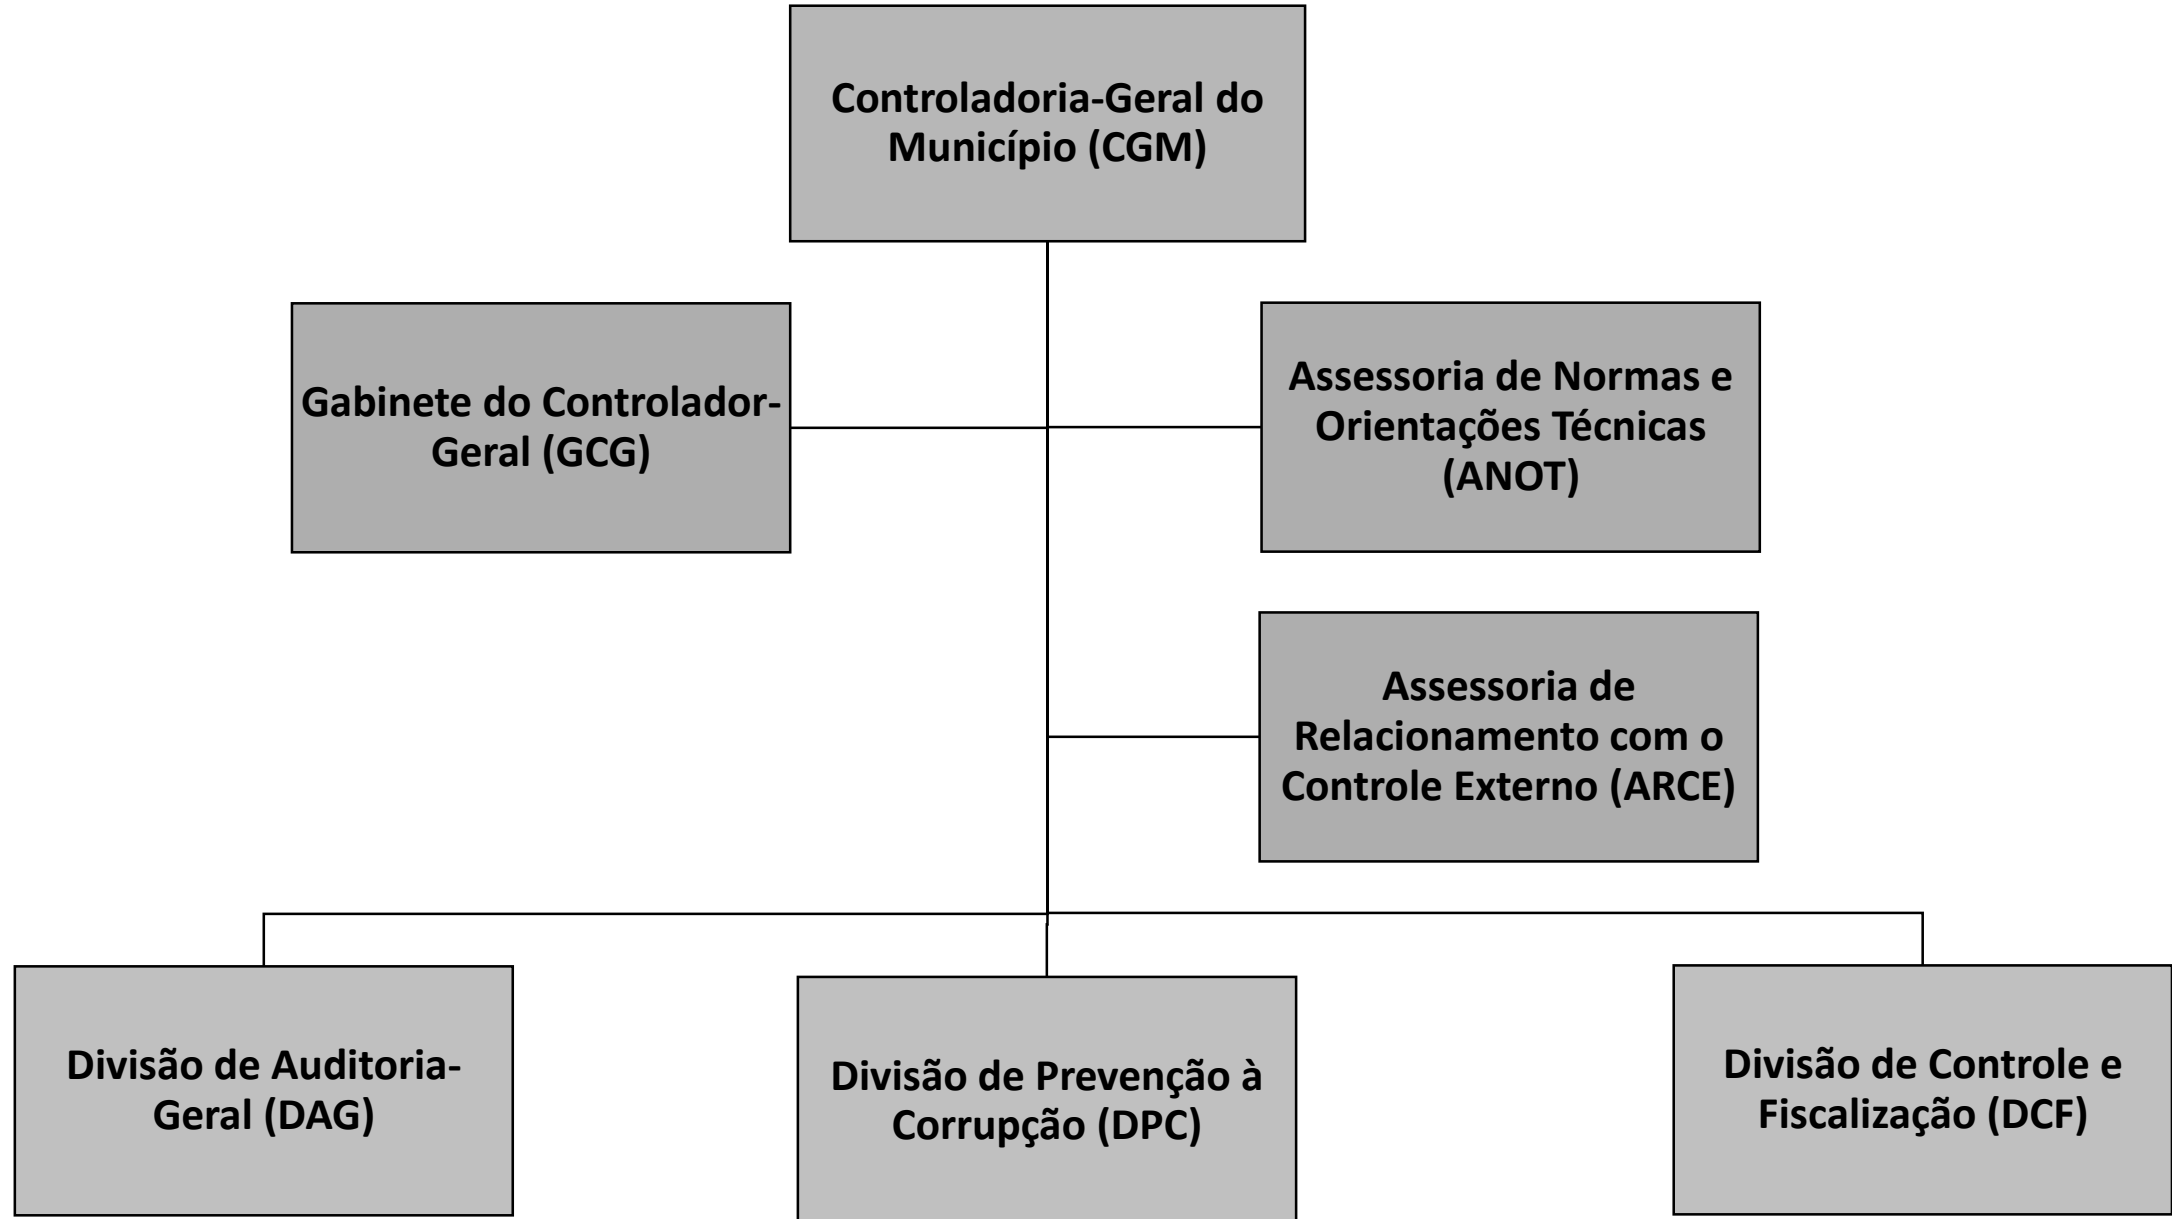 Controladoria-Geral do
Município (CGM)
Gabinete do Controlador-
Geral (GCG)
Assessoria de Normas e
Orientações Técnicas
(ANOT)
Assessoria de
Relacionamento com o
Controle Externo (ARCE)
Divisão de Auditoria-
Geral (DAG)
Divisão de Prevenção à
Corrupção (DPC)
Divisão de Controle e
Fiscalização (DCF)